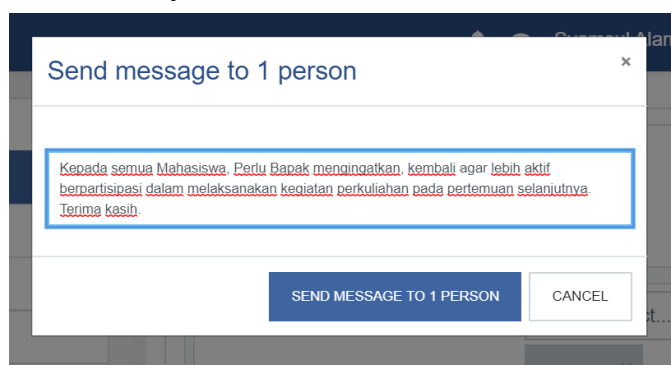 Send message to 1 person
×
Kepada semua Mahasiswa, Perlu Bapak mengingatkan, kembali agar lebih aktif
berpartisipasi dalam melaksanakan kegiatan perkuliahan pada pertemuan selanjutnya.
Terima kasih.
SEND MESSAGE TO 1 PERSON
CANCEL